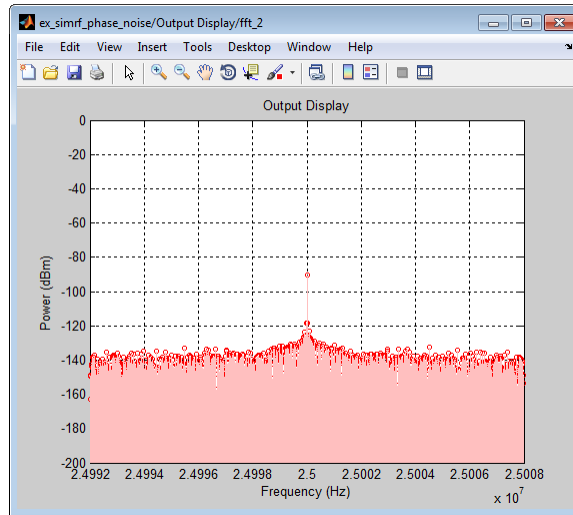 ex_simrf_phase_noise/Output Display/fft_2
File Edit View Insert Tools Desktop Window Help
Output Display
0
-20
-40
-60
-80
-100
-120
-140
-160
-180
-200
Power (dBm)
2.4992 2.4994 2.4996 2.4998 2.5 2.5002 2.5004 2.5006 2.5008
Frequency (Hz)
x 10^7